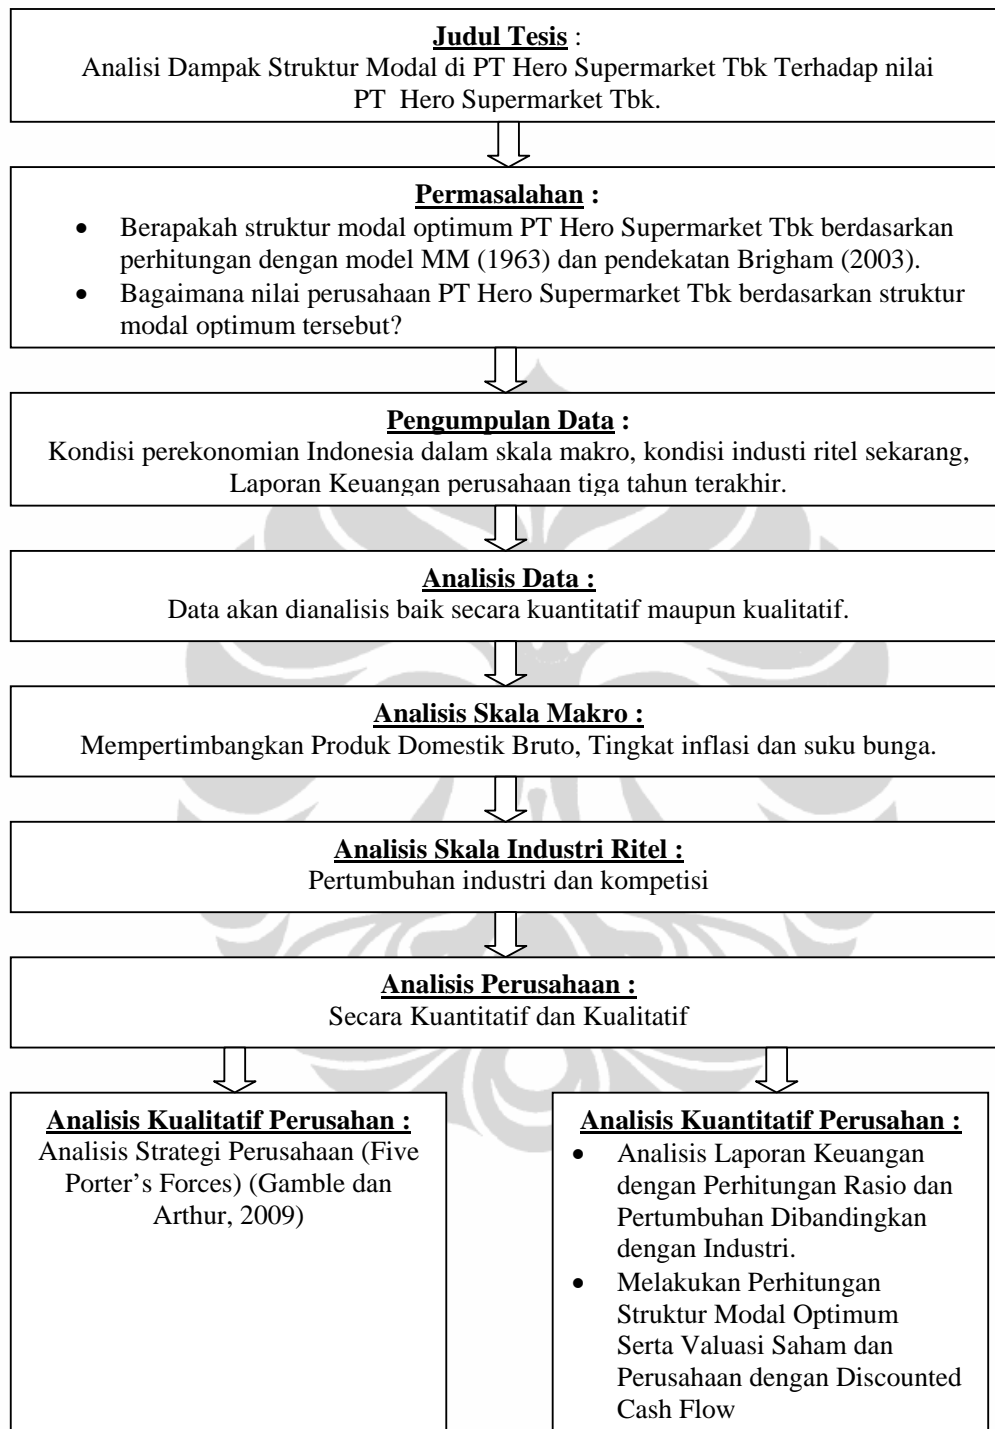 Judul Tesis :
Analisi Dampak Struktur Modal di PT Hero Supermarket Tbk Terhadap nilai
PT Hero Supermarket Tbk.
Permasalahan :
• Berapakah struktur modal optimum PT Hero Supermarket Tbk berdasarkan
perhitungan dengan model MM (1963) dan pendekatan Brigham (2003).
• Bagaimana nilai perusahaan PT Hero Supermarket Tbk berdasarkan struktur
modal optimum tersebut?
Pengumpulan Data :
Kondisi perekonomian Indonesia dalam skala makro, kondisi industi ritel sekarang,
Laporan Keuangan perusahaan tiga tahun terakhir.
Analisis Data :
Data akan dianalisis baik secara kuantitatif maupun kualitatif.
Analisis Skala Makro :
Mempertimbangkan Produk Domestik Bruto, Tingkat inflasi dan suku bunga.
Analisis Skala Industri Ritel :
Pertumbuhan industri dan kompetisi
Analisis Perusahaan :
Secara Kuantitatif dan Kualitatif
Analisis Kualitatif Perusahan :
Analisis Strategi Perusahaan (Five
Porter’s Forces) (Gamble dan
Arthur, 2009)
Analisis Kuantitatif Perusahan :
• Analisis Laporan Keuangan
dengan Perhitungan Rasio dan
Pertumbuhan Dibandingkan
dengan Industri.
• Melakukan Perhitungan
Struktur Modal Optimum
Serta Valuasi Saham dan
Perusahaan dengan Discounted
Cash Flow